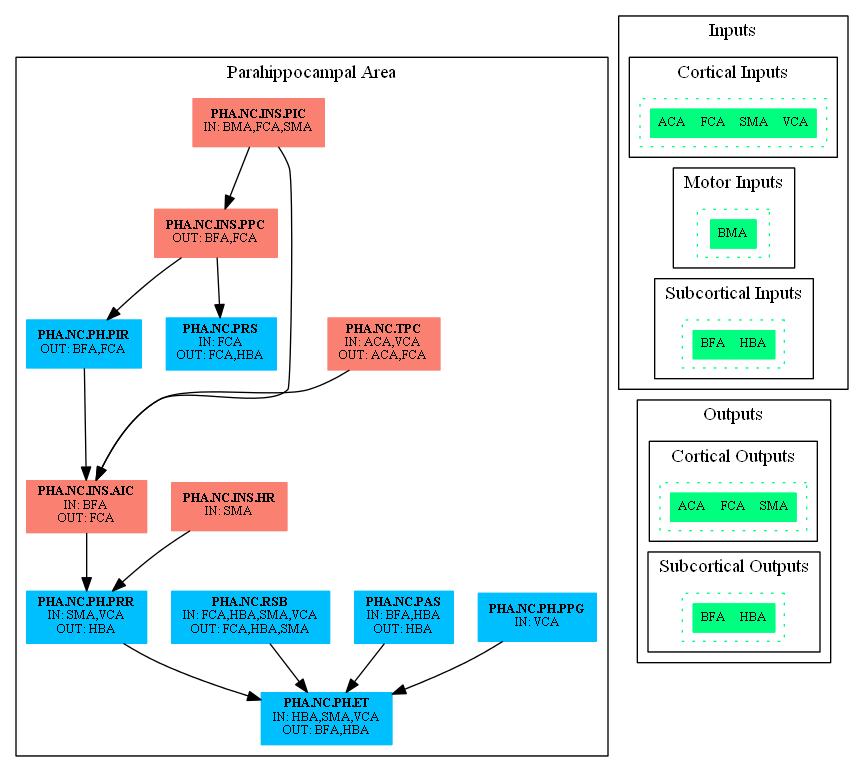 Parahippocampal Area
PHA.NC.INS.PIC
IN: BMA,FCA,SMA
PHA.NC.INS.PPC
OUT: BFA,FCA
PHA.NC.PH.PIR
OUT: BFA,FCA
PHA.NC.PRS
IN: FCA
OUT: FCA,HBA
PHA.NC.TPC
IN: ACA,VCA
OUT: ACA,FCA
PHA.NC.INS.AIC
IN: BFA
OUT: FCA
PHA.NC.INS.HR
IN: SMA
PHA.NC.PH.PRR
IN: SMA,VCA
OUT: HBA
PHA.NC.RSB
IN: FCA,HBA,SMA,VCA
OUT: FCA,HBA,SMA
PHA.NC.PAS
IN: BFA,HBA
OUT: HBA
PHA.NC.PH.PPG
IN: VCA
PHA.NC.PH.ET
IN: HBA,SMA,VCA
OUT: BFA,HBA
Inputs
Cortical Inputs
ACA FCA SMA VCA
Motor Inputs
BMA
Subcortical Inputs
BFA HBA
Outputs
Cortical Outputs
ACA FCA SMA
Subcortical Outputs
BFA HBA